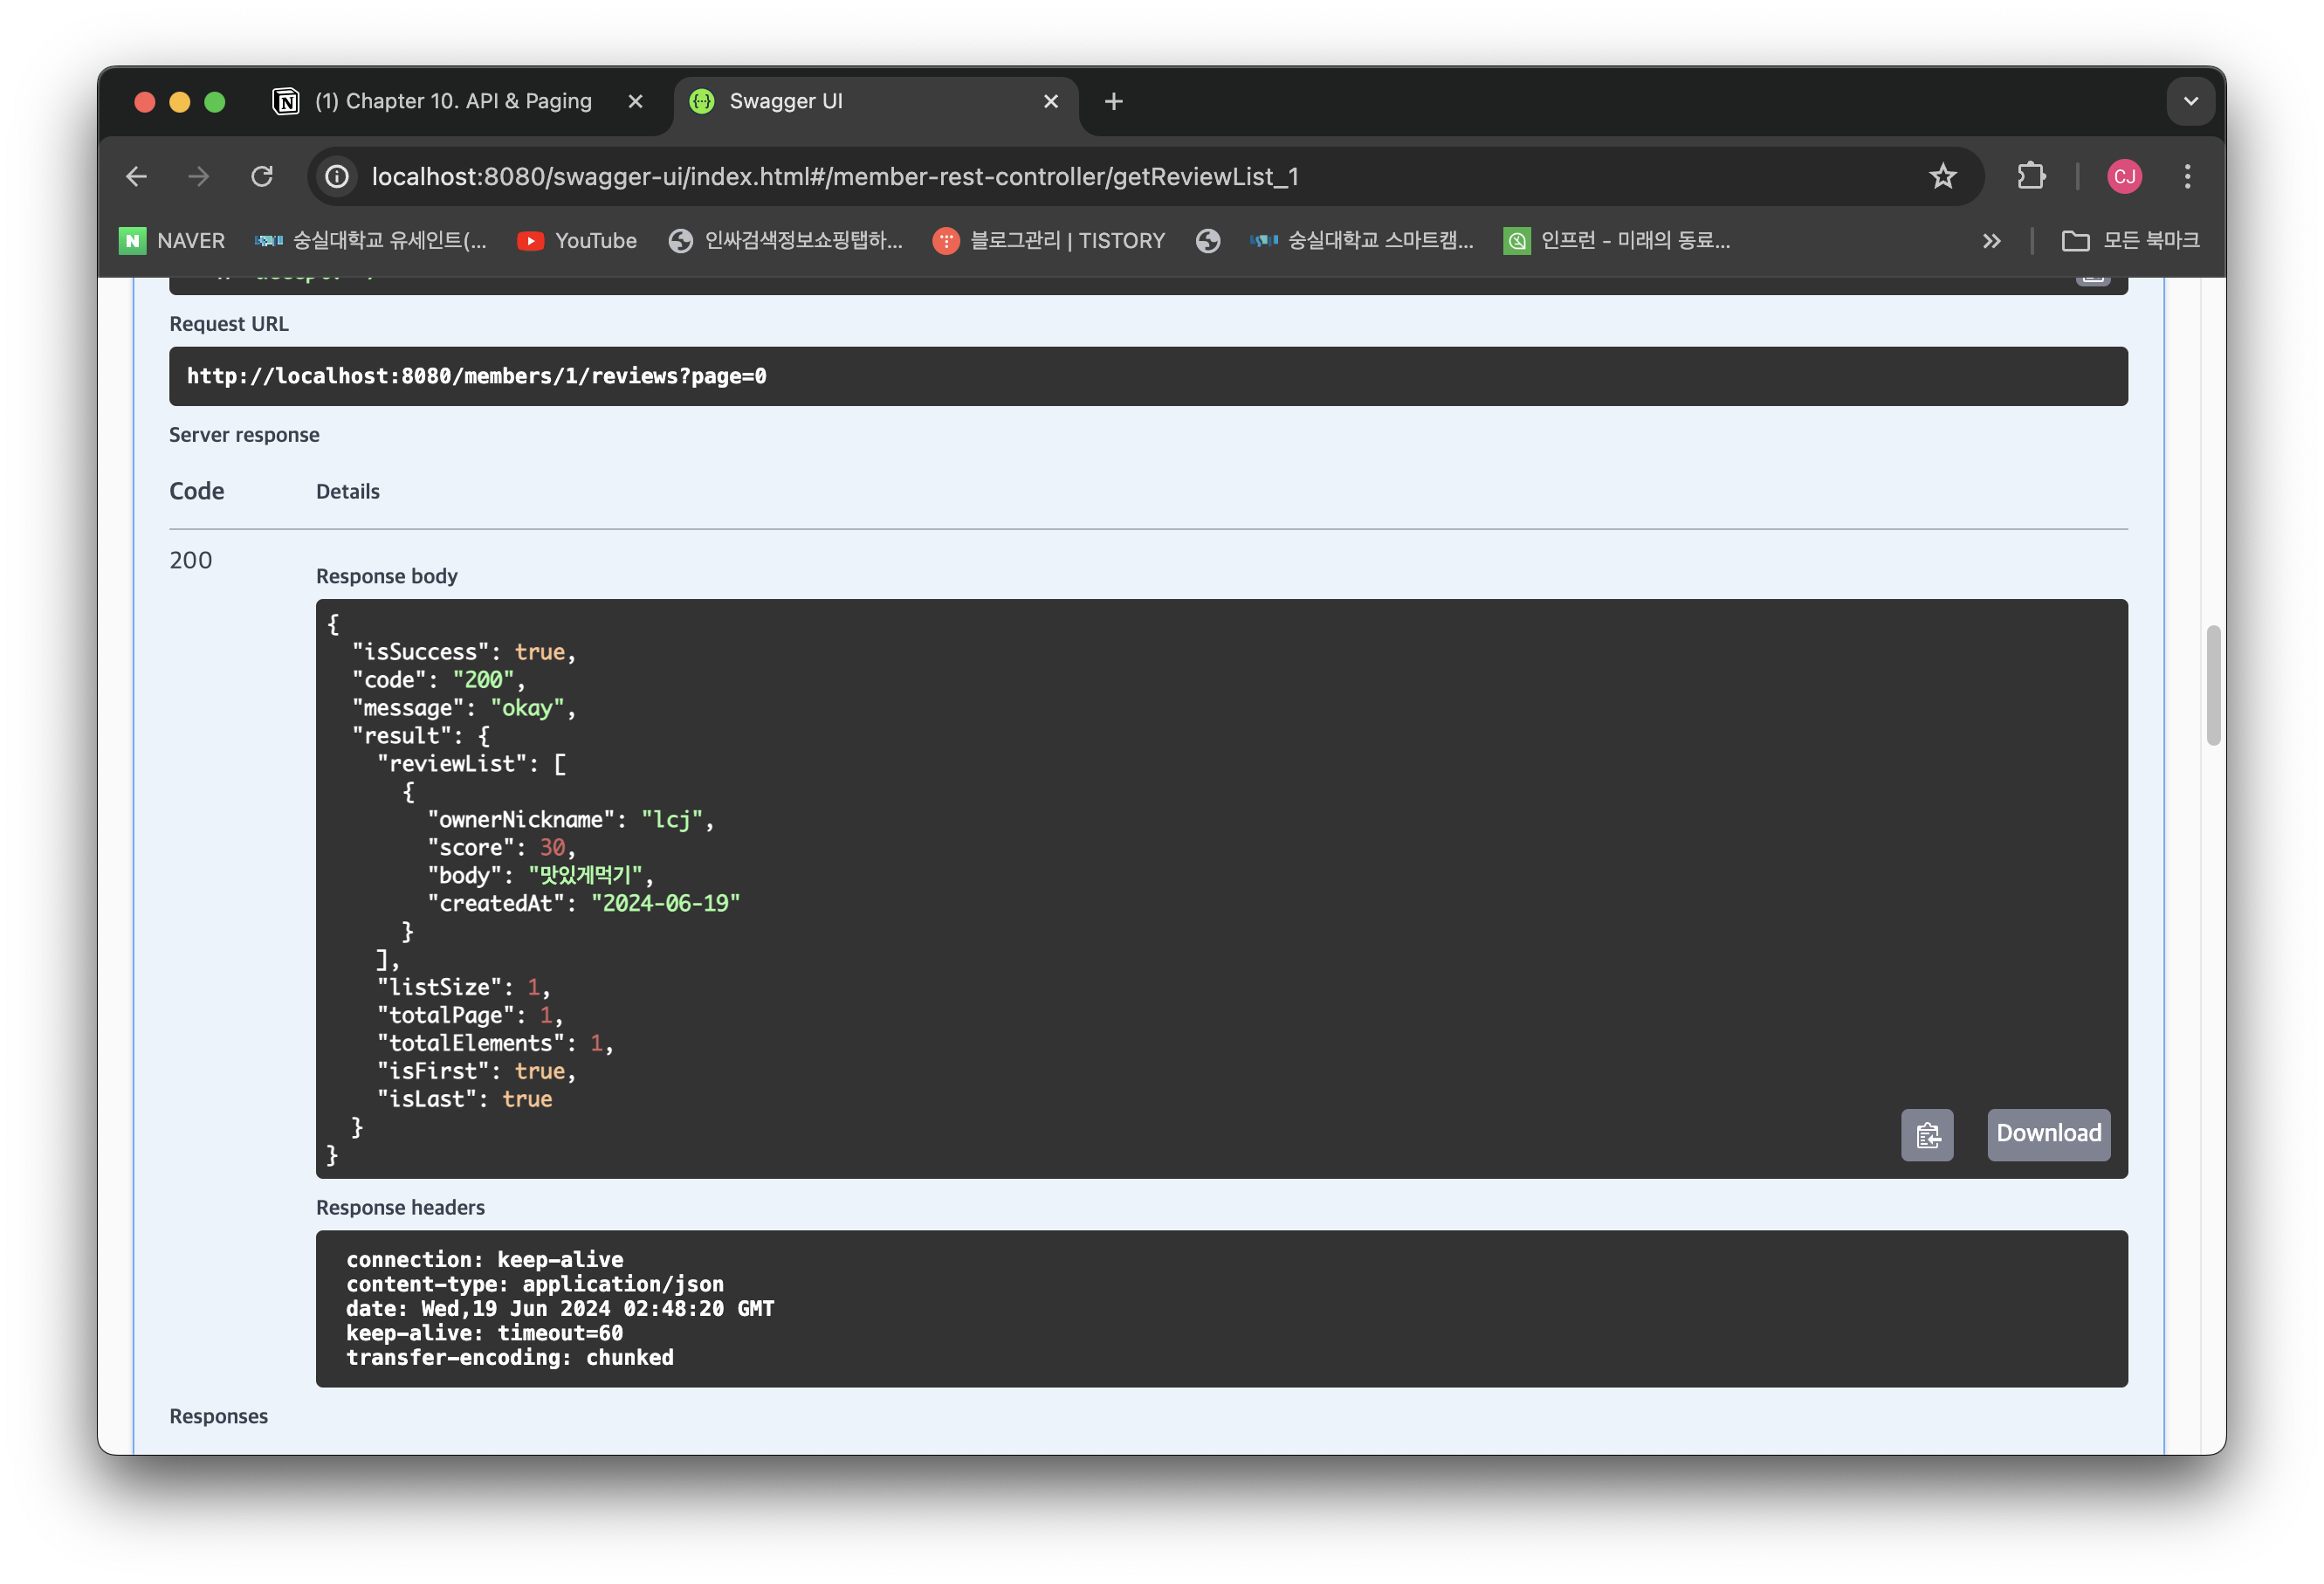 (1) Chapter 10. API & Paging
Swagger UI
localhost:8080/swagger-ui/index.html#/member-rest-controller/getReviewList_1
CJ
NAVER
숭실대학교 유세인트(...
YouTube
인싸검색정보쇼핑탭하...
블로그관리 | TISTORY
숭실대학교 스마트캠...
인프런 - 미래의 동료...
모든 북마크
Request URL
http://localhost:8080/members/1/reviews?page=0
Server response
Code Details
200
Response body
{
"isSuccess": true,
"code": "200",
"message": "okay",
"result": {
"reviewList": [
{
"ownerNickname": "lcj",
"score": 30,
"body": "맛있게먹기",
"createdAt": "2024-06-19"
}
],
"listSize": 1,
"totalPage": 1,
"totalElements": 1,
"isFirst": true,
"isLast": true
}
}
Download
Response headers
connection: keep-alive
content-type: application/json
date: Wed,19 Jun 2024 02:48:20 GMT
keep-alive: timeout=60
transfer-encoding: chunked
Responses